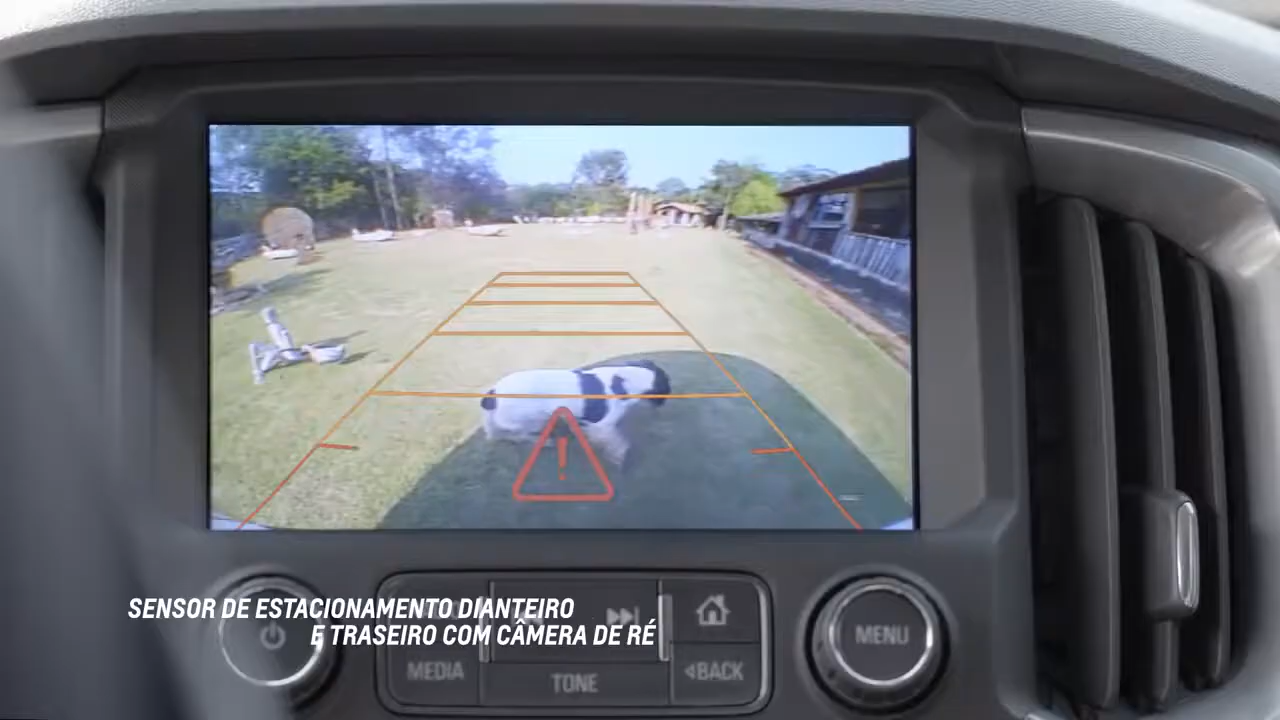 SENSOR DE ESTACIONAMENTO DIANTEIRO
E TRASEIRO COM CÂMERA DE RÉ
MENU
MEDIA
TONE
BACK